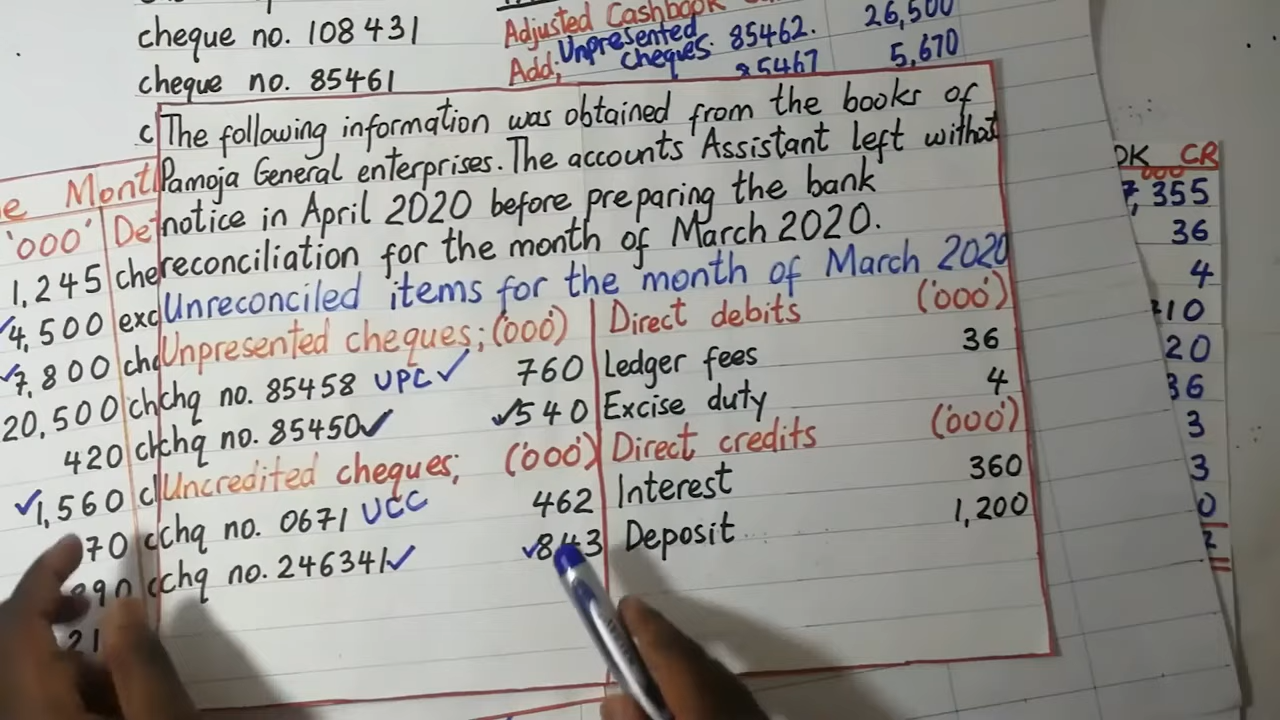 cheque no. 108431
cheque no. 85461
Adjusted Cashbook
26,500
Add; Unpresented cheques. 85462.
85467 5,670
The following information was obtained from the books of
Pamoja General enterprises. The accounts Assistant left without
notice in April 2020 before preparing the bank
reconciliation for the month of March 2020.
Unreconciled items for the month of March 2020
Unpresented cheques; ('000')
chq no. 85458 UPC ✓ 760
chq no. 85450 ✓ ✓540
Uncredited cheques; ('000')
Chq no. 0671 UCC 462
Chq no. 246341 ✓ ✓843
Direct debits ('000')
Ledger fees 36
Excise duty 4
Direct credits ('000')
Interest 360
Deposit 1,200
'000'
1,245
✓4,500
✓7,800
20,500
420
✓1,560
70
CR
'000'
355
36
4
10
20
36
3
3
0